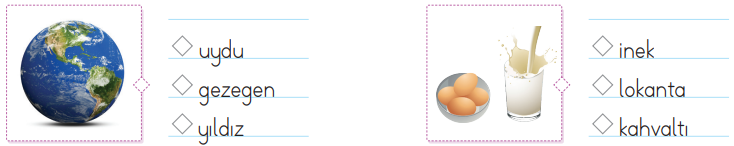 uydu
gezegen
yıldız
inek
lokanta
kahvaltı